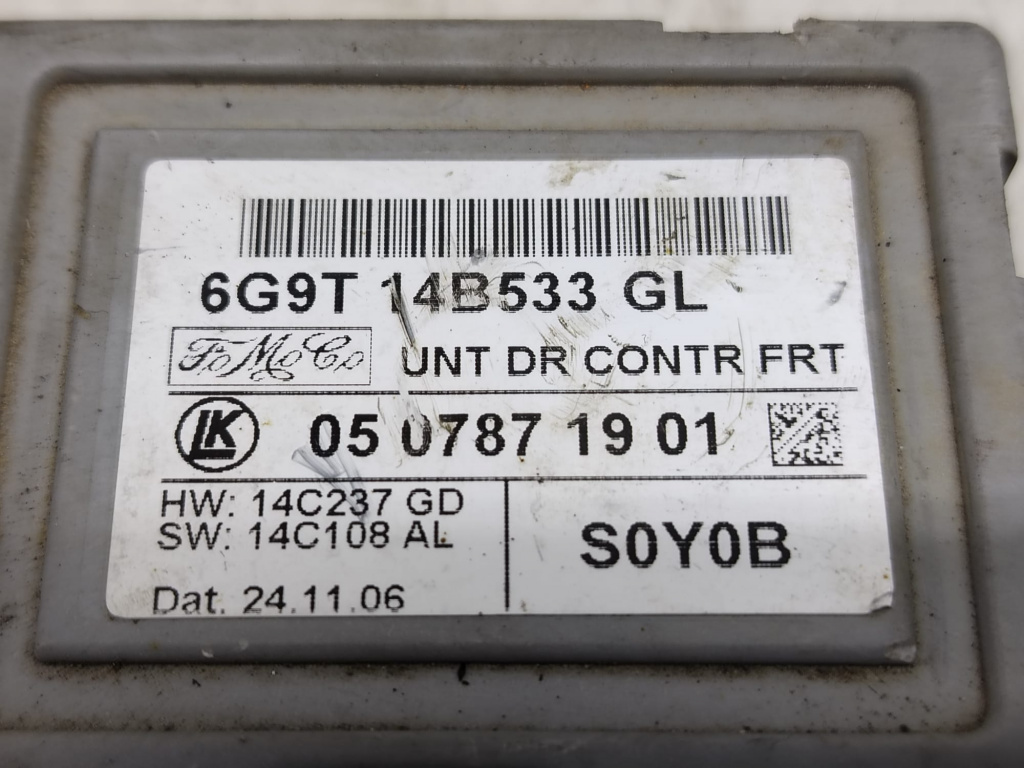 6G9T 14B533 GL
FoMoCo UNT DR CONTR FRT
LK 05 0787 19 01
HW: 14C237 GD
SW: 14C108 AL
S0Y0B
Dat. 24.11.06